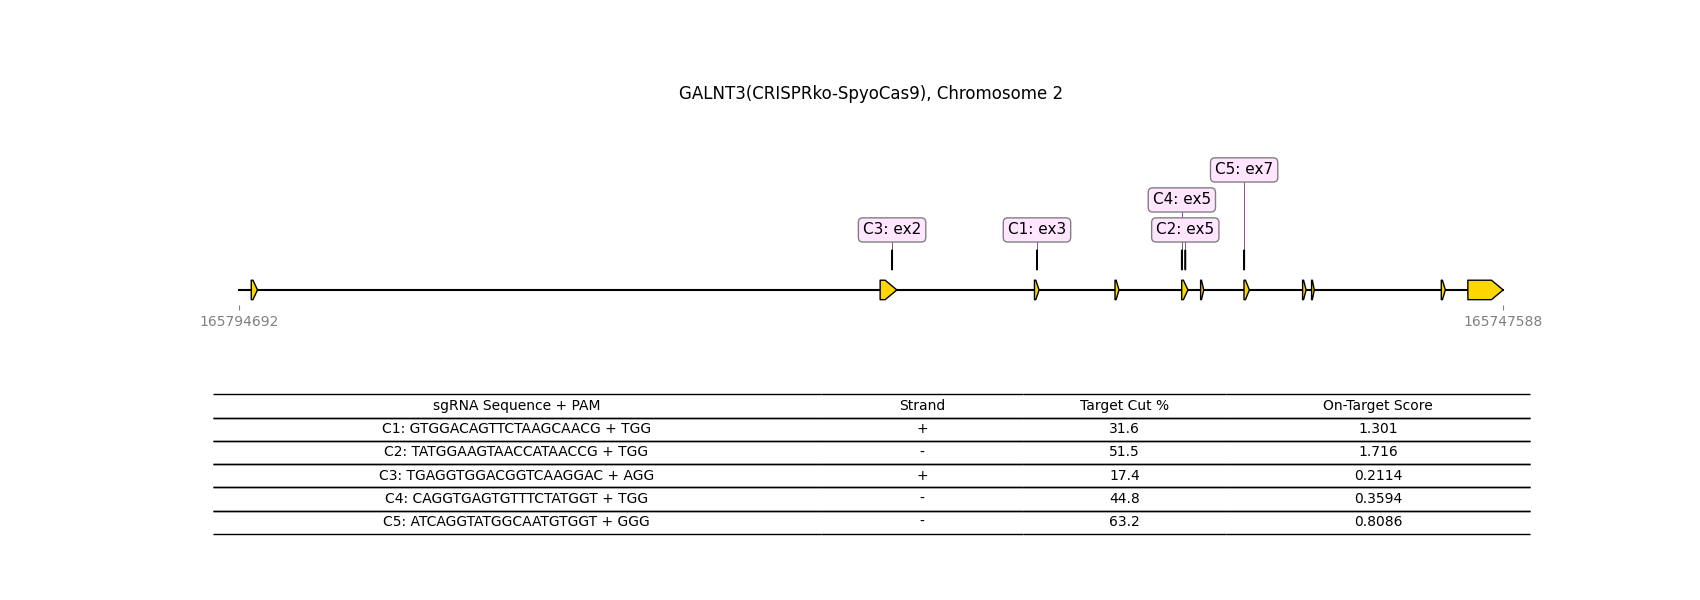 GALNT3(CRISPRko-SpyoCas9), Chromosome 2
C5: ex7
C4: ex5
C3: ex2 C1: ex3 C2: ex5
165794692 165747588
sgRNA Sequence + PAM Strand Target Cut % On-Target Score
C1: GTGGACAGTTCTAAGCAACG + TGG + 31.6 1.301
C2: TATGGAAGTAACCATAACCG + TGG - 51.5 1.716
C3: TGAGGTGGACGGTCAAGGAC + AGG + 17.4 0.2114
C4: CAGGTGAGTGTTTCTATGGT + TGG - 44.8 0.3594
C5: ATCAGGTATGGCAATGTGGT + GGG - 63.2 0.8086